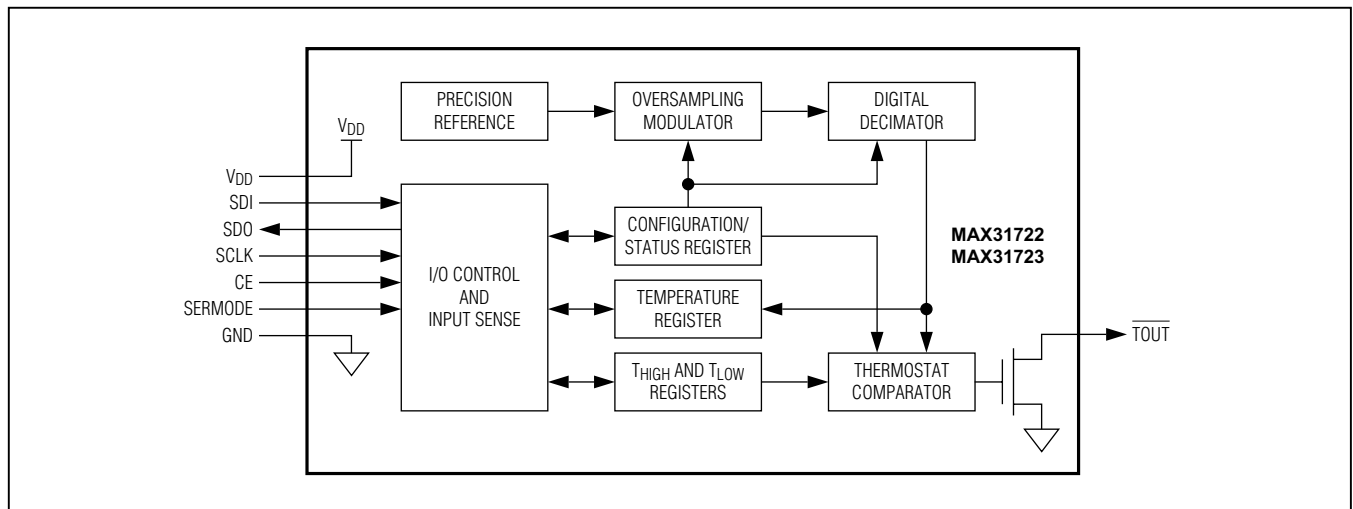 PRECISION
REFERENCE
OVERSAMPLING
MODULATOR
DIGITAL
DECIMATOR
VDD
VDD
SDI
SDO
SCLK
CE
SERMODE
GND
I/O CONTROL
AND
INPUT SENSE
CONFIGURATION/
STATUS REGISTER
MAX31722
MAX31723
TEMPERATURE
REGISTER
THIGH AND TLOW
REGISTERS
THERMOSTAT
COMPARATOR
TOUT